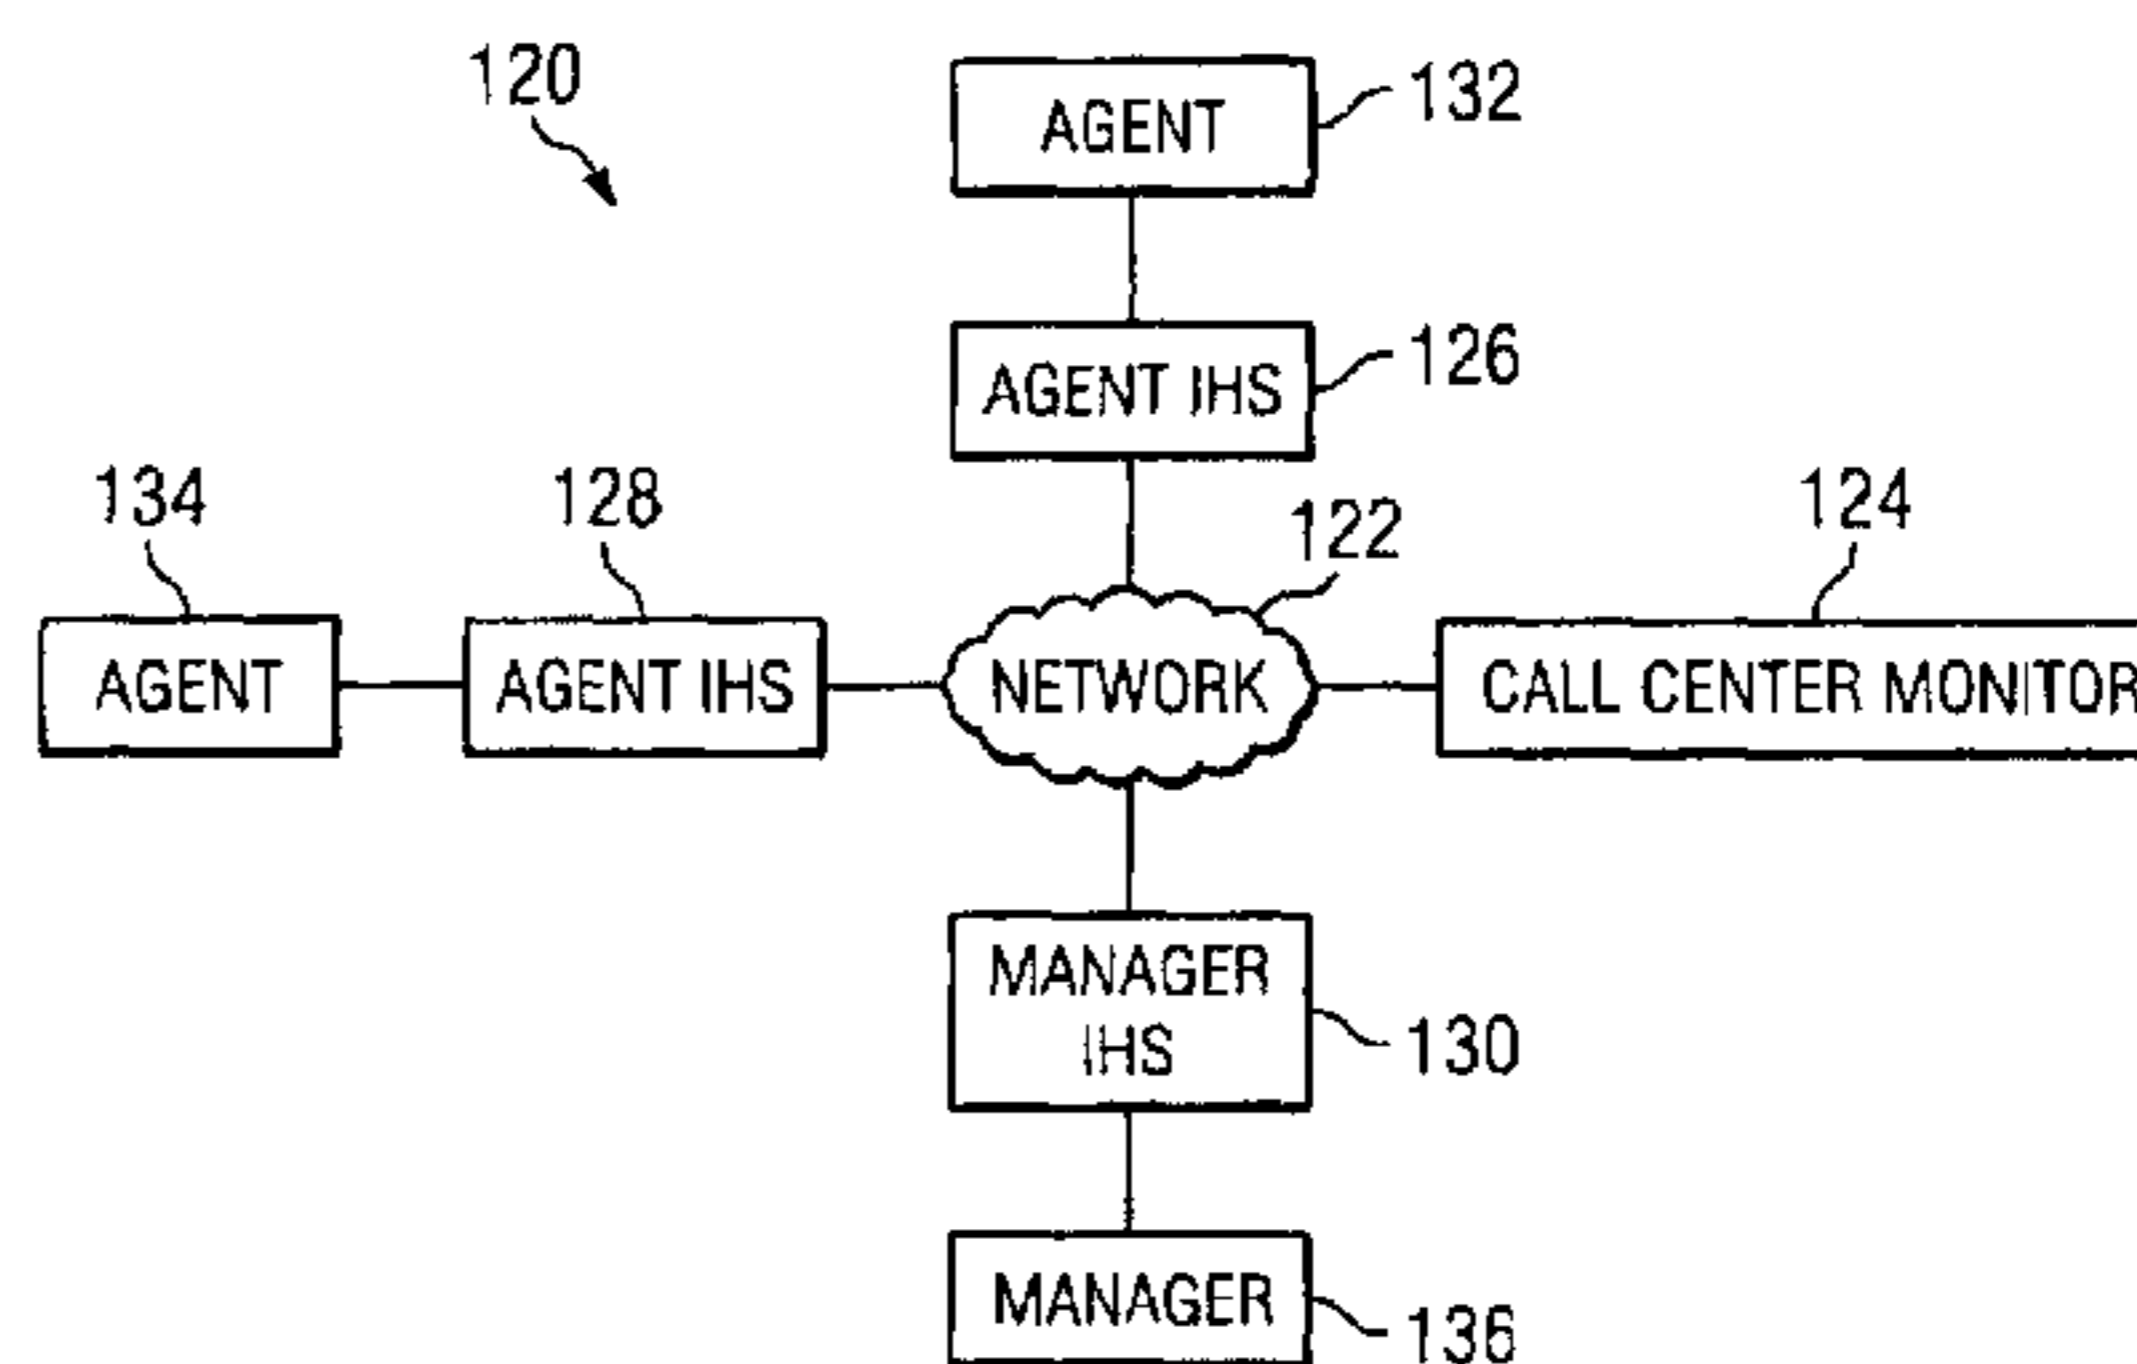 120
AGENT
132
AGENT IHS
126
134
128
122
124
AGENT
AGENT IHS
NETWORK
CALL CENTER MONITOR
MANAGER
IHS
130
MANAGER
136